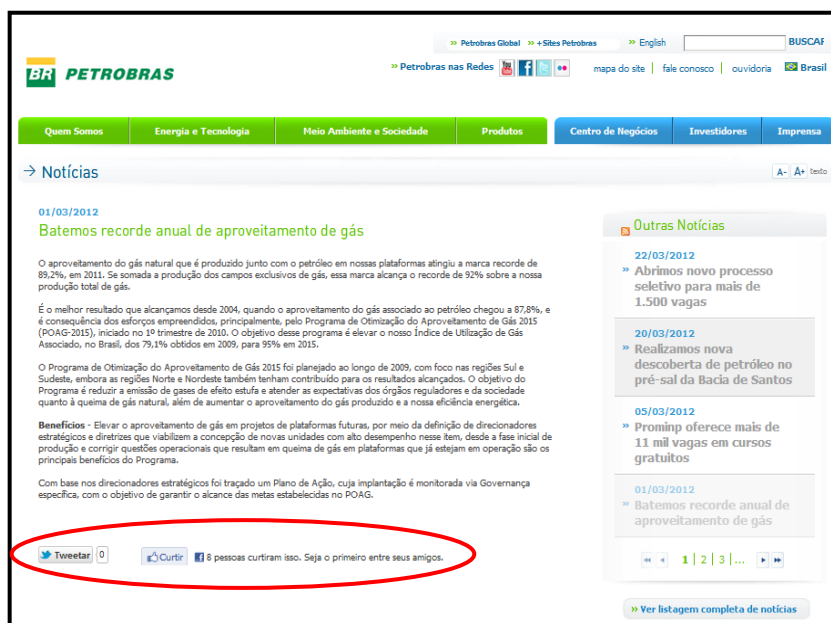 » Petrobras Global » +Sites Petrobras » English BUSCAR
BR PETROBRAS
» Petrobras nas Redes You Tube f t mapa do site | fale conosco | ouvidoria Brasil
Quem Somos Energia e Tecnologia Meio Ambiente e Sociedade Produtos Centro de Negócios Investidores Imprensa
→ Notícias A- A+ texto
01/03/2012
Batemos recorde anual de aproveitamento de gás
O aproveitamento do gás natural que é produzido junto com o petróleo em nossas plataformas atingiu a marca recorde de
89,2%, em 2011. Se somada a produção dos campos exclusivos de gás, essa marca alcança o recorde de 92% sobre a nossa
produção total de gás.
É o melhor resultado que alcançamos desde 2004, quando o aproveitamento do gás associado ao petróleo chegou a 87,8%, e
é consequência dos esforços empreendidos, principalmente, pelo Programa de Otimização do Aproveitamento de Gás 2015
(POAG-2015), iniciado no 1º trimestre de 2010. O objetivo desse programa é elevar o nosso Índice de Utilização de Gás
Associado, no Brasil, dos 79,1% obtidos em 2009, para 95% em 2015.
O Programa de Otimização do Aproveitamento de Gás 2015 foi planejado ao longo de 2009, com foco nas regiões Sul e
Sudeste, embora as regiões Norte e Nordeste também tenham contribuído para os resultados alcançados. O objetivo do
Programa é reduzir a emissão de gases de efeito estufa e atender as expectativas dos órgãos reguladores e da sociedade
quanto à queima de gás natural, além de aumentar o aproveitamento do gás produzido e a nossa eficiência energética.
Benefícios - Elevar o aproveitamento de gás em projetos de plataformas futuras, por meio da definição de direcionadores
estratégicos e diretrizes que viabilizem a concepção de novas unidades com alto desempenho nesse item, desde a fase inicial de
produção e corrigir questões operacionais que resultam em queima de gás em plataformas que já estejam em operação são os
principais benefícios do Programa.
Com base nos direcionadores estratégicos foi traçado um Plano de Ação, cuja implantação é monitorada via Governança
específica, com o objetivo de garantir o alcance das metas estabelecidas no POAG.
Tweetar 0 Curtir 8 pessoas curtiram isso. Seja o primeiro entre seus amigos.
Outras Notícias
22/03/2012
» Abrimos novo processo
seletivo para mais de
1.500 vagas
20/03/2012
» Realizamos nova
descoberta de petróleo no
pré-sal da Bacia de Santos
05/03/2012
» Prominp oferece mais de
11 mil vagas em cursos
gratuitos
01/03/2012
» Batemos recorde anual de
aproveitamento de gás
1 | 2 | 3 | ...
» Ver listagem completa de notícias